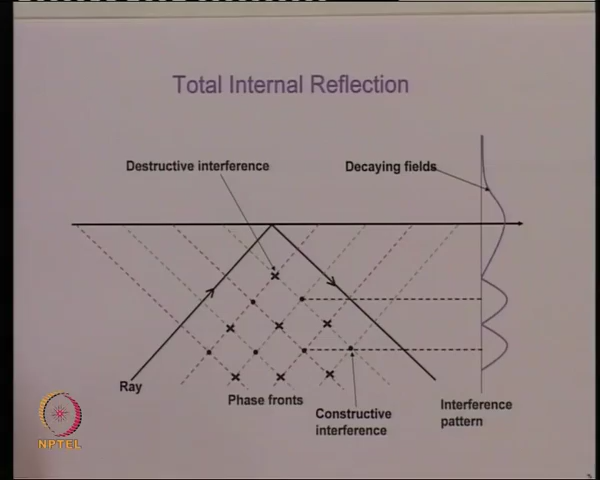 Total Internal Reflection
Destructive interference
Decaying fields
Ray
Phase fronts
Constructive
interference
Interference
pattern
NPTEL